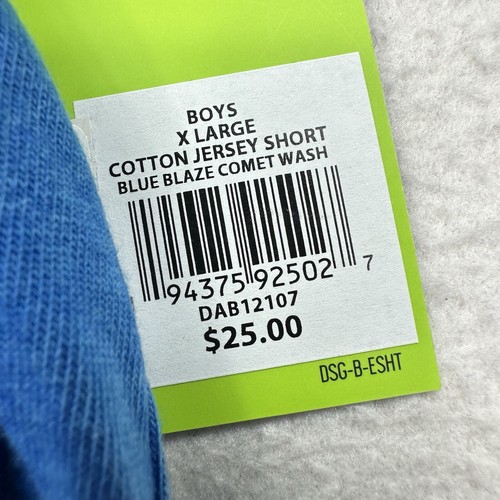 BOYS
X LARGE
COTTON JERSEY SHORT
BLUE BLAZE COMET WASH
94375 92502 7
DAB12107
$25.00
DSG-B-ESHT